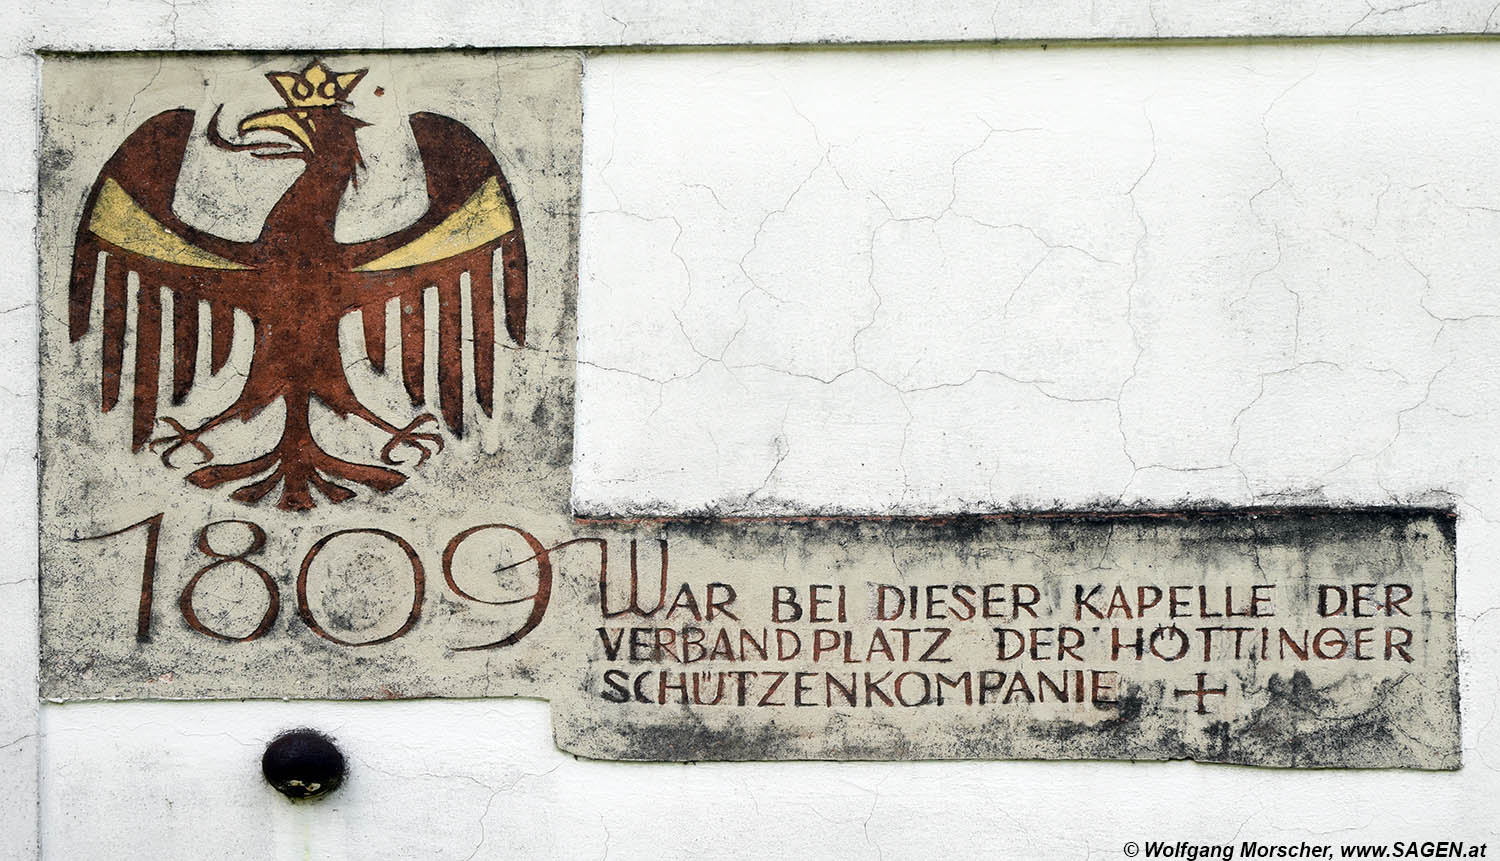 1809 WAR BEI DIESER KAPELLE DER
VERBANDPLATZ DER HÖTTINGER
SCHÜTZENKOMPANIE +
© Wolfgang Morscher, www.SAGEN.at